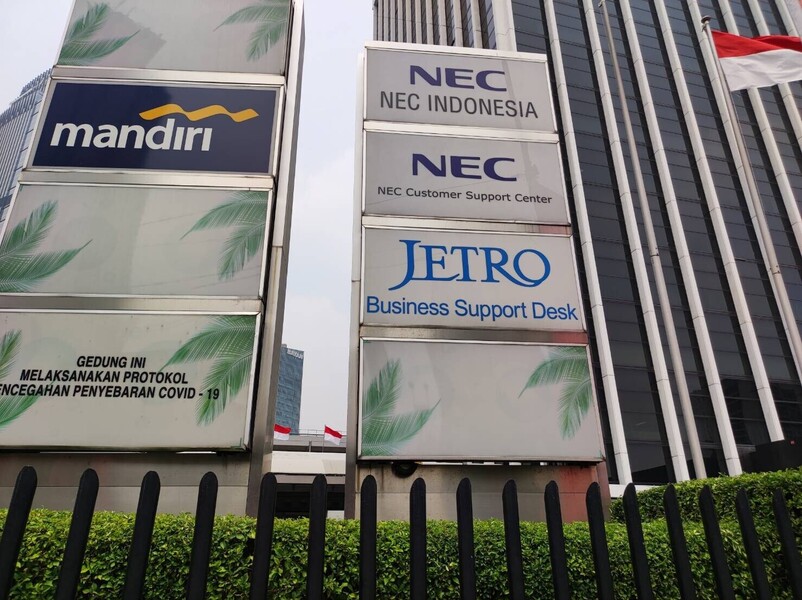 mandiri
GEDUNG INI
MELAKSANAKAN PROTOKOL
ENCEGAHAN PENYEBARAN COVID - 19
NEC
NEC INDONESIA
NEC
NEC Customer Support Center
JETRO
Business Support Desk